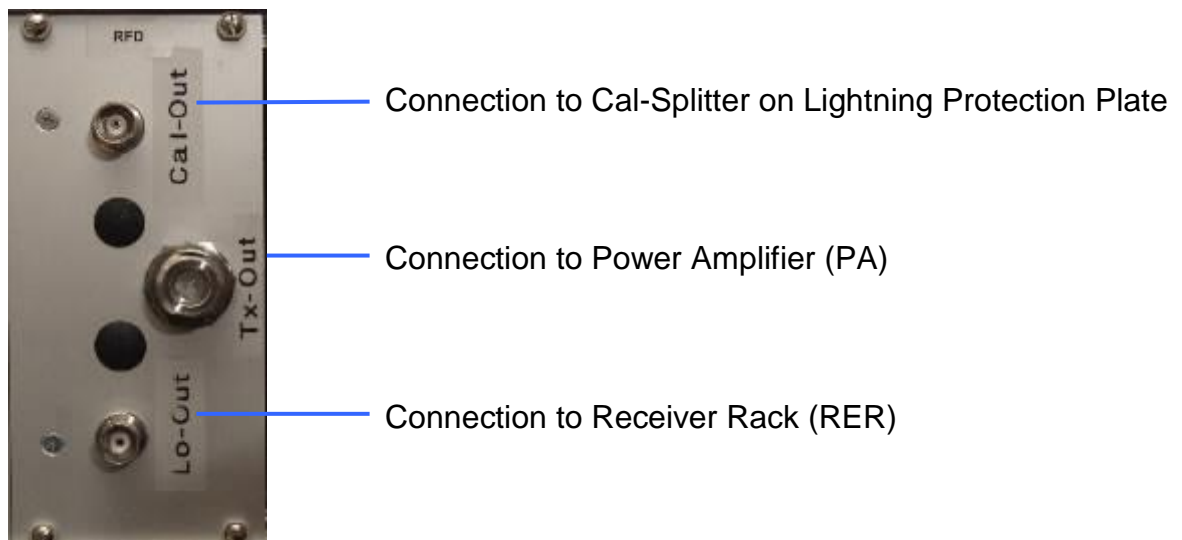 RFD
Cal-Out
Connection to Cal-Splitter on Lightning Protection Plate
Tx-Out
Connection to Power Amplifier (PA)
Lo-Out
Connection to Receiver Rack (RER)